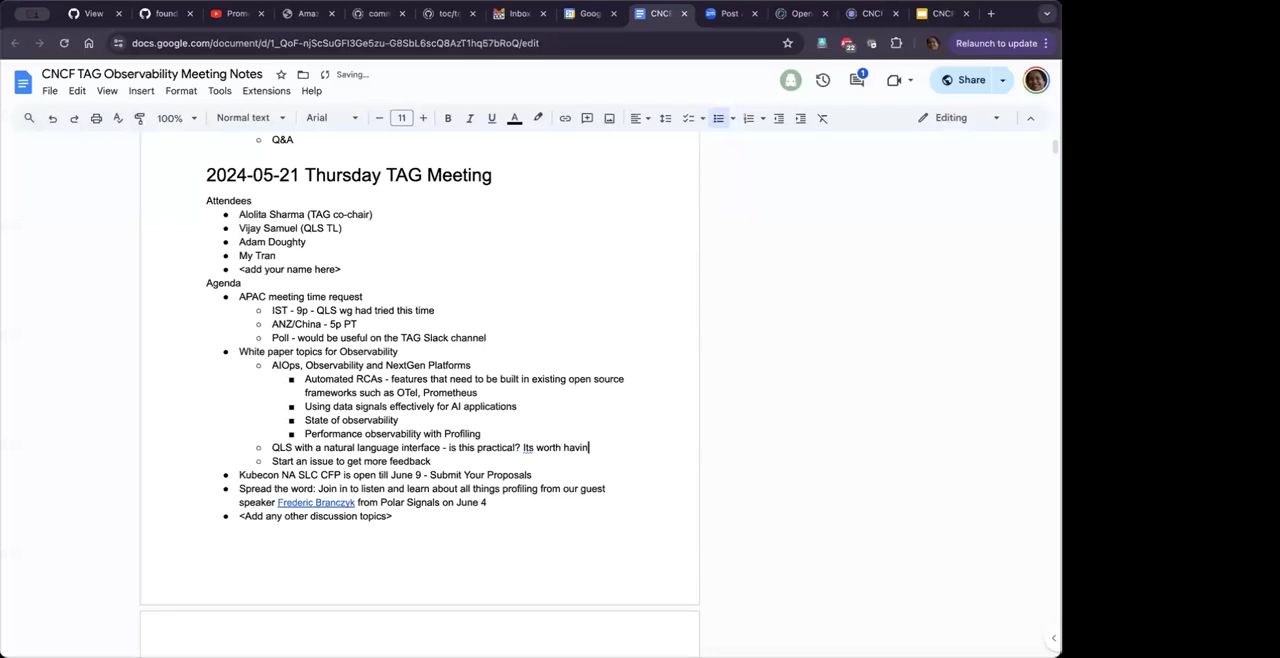 View
found
Prom
Amaz
comm
toc/t
Inbox
Goog
CNCF
Post
Open
CNC
CNCF
docs.google.com/document/d/1_QoF-njScSuGFI3Ge5zu-G8SbL6scQ8AzT1hq57bRoQ/edit
22
Relaunch to update
CNCF TAG Observability Meeting Notes
Saving...
File Edit View Insert Format Tools Extensions Help
1
Share
100% Normal text Arial 11 B I U A Editing
Q&A
2024-05-21 Thursday TAG Meeting
Attendees
Alolita Sharma (TAG co-chair)
Vijay Samuel (QLS TL)
Adam Doughty
My Tran
<add your name here>
Agenda
APAC meeting time request
IST - 9p - QLS wg had tried this time
ANZ/China - 5p PT
Poll - would be useful on the TAG Slack channel
White paper topics for Observability
AIOps, Observability and NextGen Platforms
Automated RCAs - features that need to be built in existing open source
frameworks such as OTel, Prometheus
Using data signals effectively for AI applications
State of observability
Performance observability with Profiling
QLS with a natural language interface - is this practical? Its worth havin
Start an issue to get more feedback
Kubecon NA SLC CFP is open till June 9 - Submit Your Proposals
Spread the word: Join in to listen and learn about all things profiling from our guest
speaker Frederic Branczyk from Polar Signals on June 4
<Add any other discussion topics>